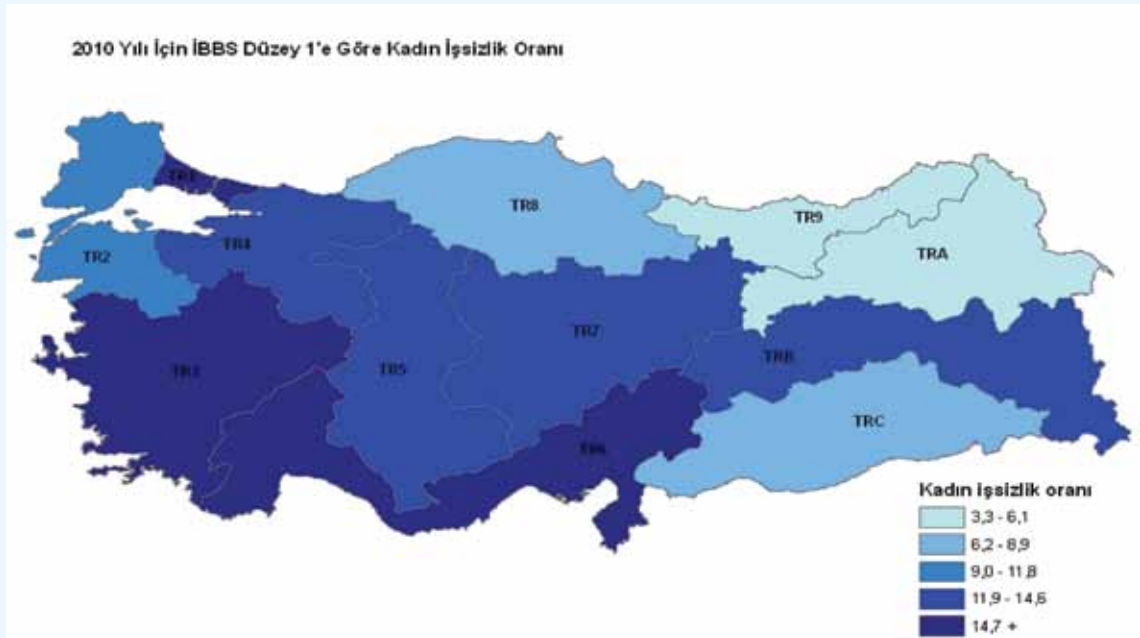 2010 Yılı İçin İBBS Düzey 1'e Göre Kadın İşsizlik Oranı
TR1
TR8
TR9
TR4
TRA
TR2
TR7
TRB
TR3
TR5
TRC
TR6
Kadın işsizlik oranı
3,3 - 6,1
6,2 - 8,9
9,0 - 11,8
11,9 - 14,6
14,7 +